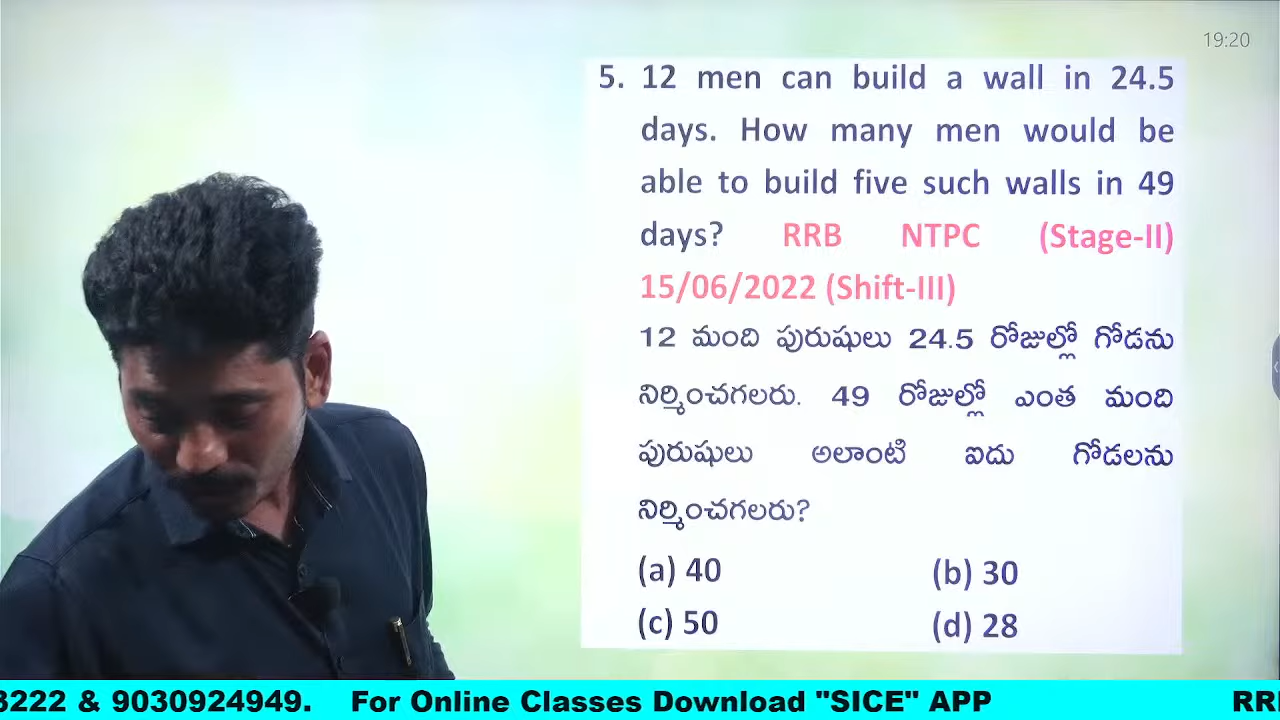 19:20
5. 12 men can build a wall in 24.5
days. How many men would be
able to build five such walls in 49
days? RRB NTPC (Stage-II)
15/06/2022 (Shift-III)
12 మంది పురుషులు 24.5 రోజుల్లో గోడను
నిర్మించగలరు. 49 రోజుల్లో ఎంత మంది
పురుషులు అలాంటి ఐదు గోడలను
నిర్మించగలరు?
(a) 40 (b) 30
(c) 50 (d) 28
3222 & 9030924949. For Online Classes Download "SICE" APP RR